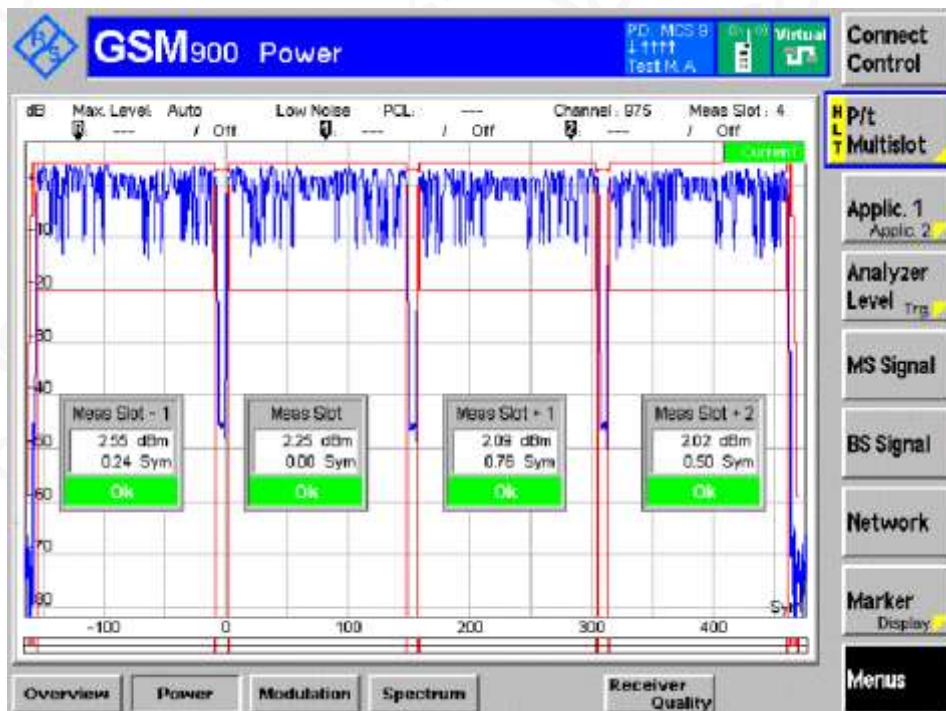 R S
GSM900 Power
P.D. MCS 9
↓↑↑↑↑
Test M. A.
Virtual
Connect Control
dB Max. Level: Auto Low Noise PCL: --- Channel: 975 Meas Slot: 4
--- / Off 1 --- / Off 2 --- / Off
Current
HLT
P/t Multislot
Applic. 1
Applic. 2
Analyzer Level Trg.
MS Signal
BS Signal
Network
Marker
Display
Menus
-10
-20
-30
-40
-50
-60
-70
-80
Meas Slot - 1
2.55 dBm
0.24 Sym
Ok
Meas Slot
2.25 dBm
0.00 Sym
Ok
Meas Slot + 1
2.09 dBm
0.76 Sym
Ok
Meas Slot + 2
2.02 dBm
0.50 Sym
Ok
-100 0 100 200 300 400
Overview Power Modulation Spectrum Receiver Quality